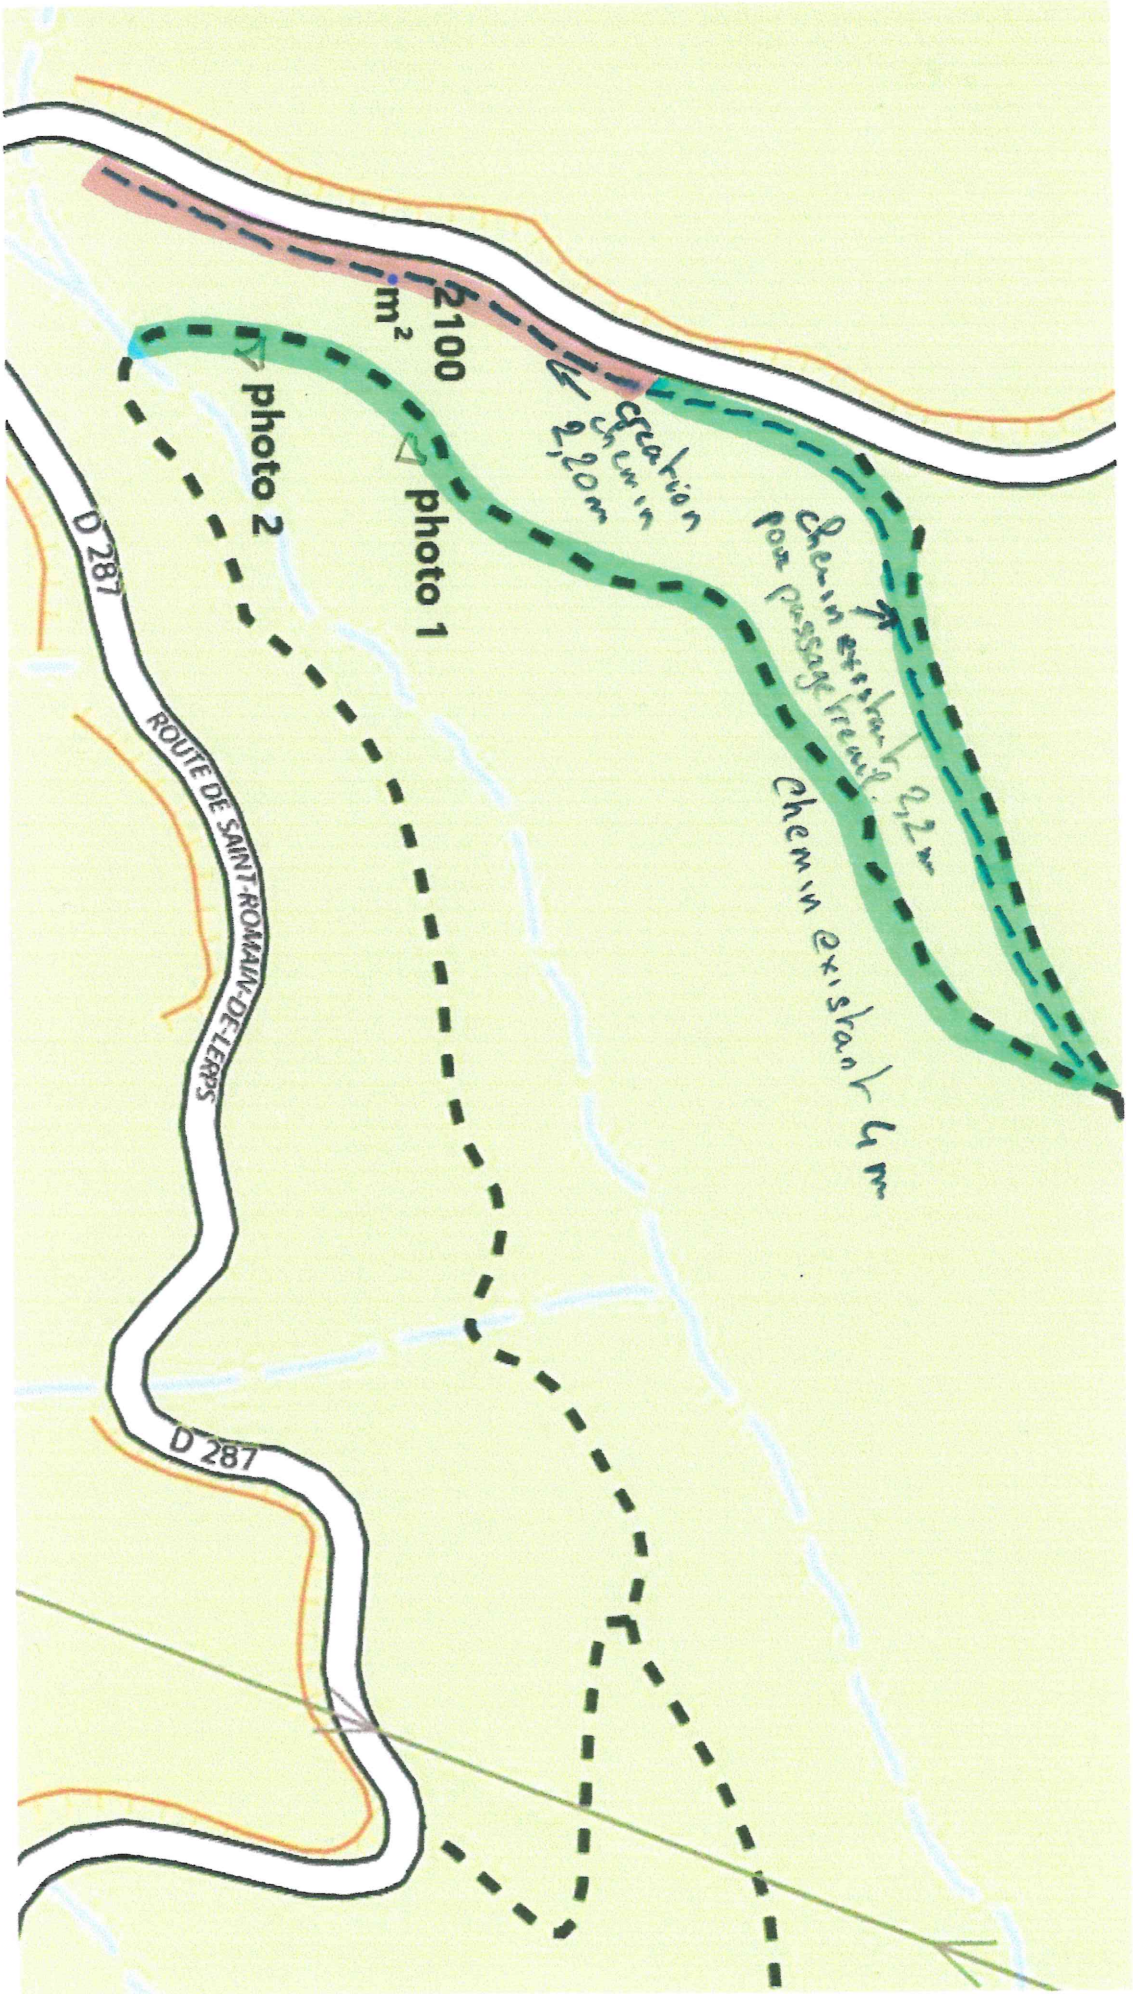 2100
m²
création
chemin
2,20m
chemin existant 2,2m
pour passage treuil.
chemin existant 4m
photo 1
photo 2
D 287
ROUTE DE SAINT-ROMAIN-DE-LERPS
D 287